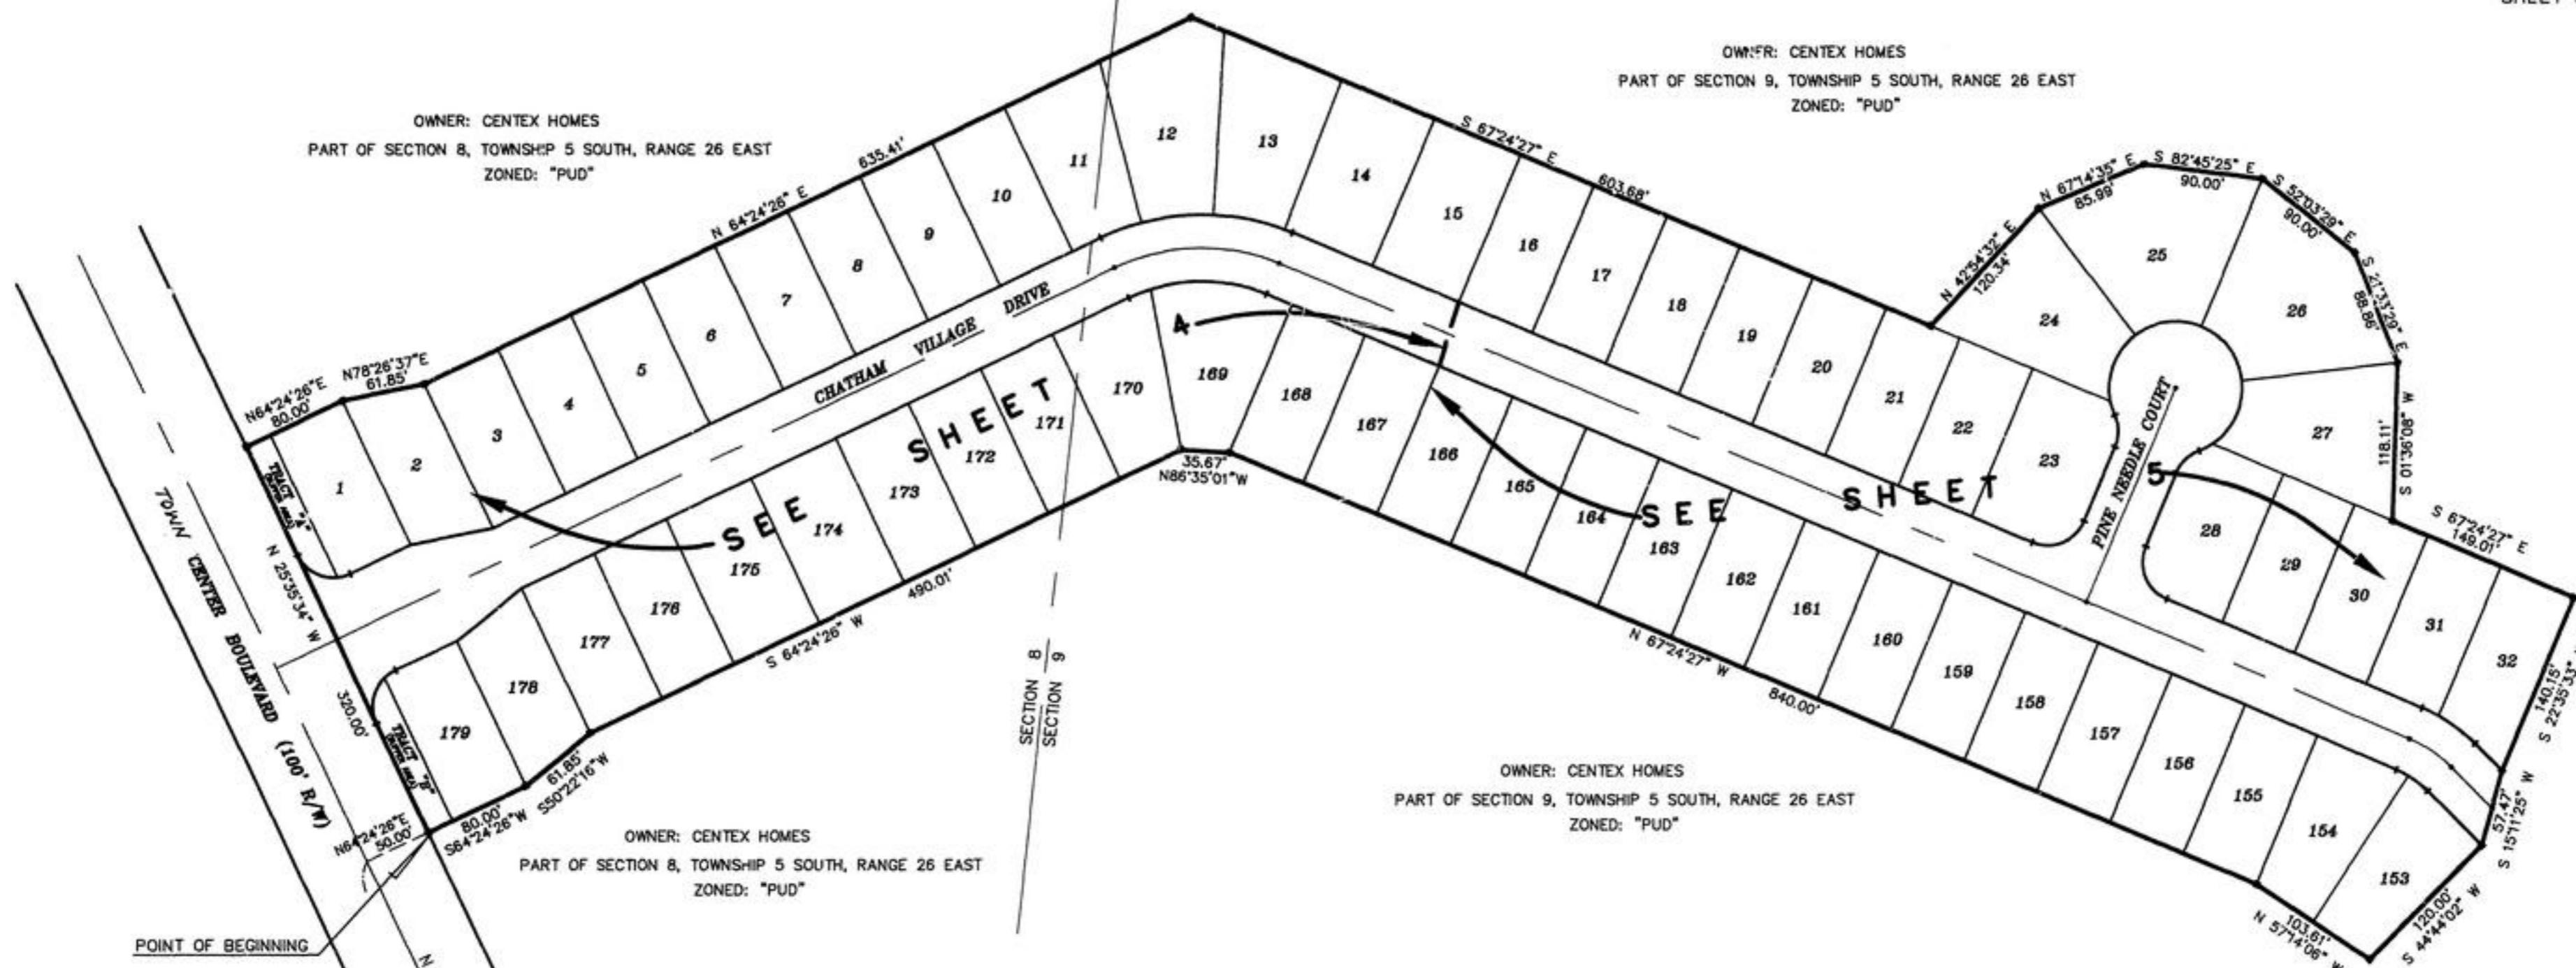 SHEET
OWNER: CENTEX HOMES
PART OF SECTION 8, TOWNSHIP 5 SOUTH, RANGE 26 EAST
ZONED: "PUD"
OWNER: CENTEX HOMES
PART OF SECTION 9, TOWNSHIP 5 SOUTH, RANGE 26 EAST
ZONED: "PUD"
N64°24'26"E
80.00'
N78°26'37"E
61.85'
N 64°24'26" E
635.41'
S 67°24'27" E
603.68'
N 42°54'32" E
120.34'
N 67°14'35" E
85.99'
S 82°45'25" E
90.00'
S 52°03'29" E
90.00'
S 21°33'29" E
88.86'
118.11'
S 01°36'08" W
S 67°24'27" E
149.01'
140.15'
S 22°35'33"
57.47'
S 15°11'25" W
120.00'
S 44°44'02" W
103.61'
N 57°14'06" W
1
2
3
4
5
6
7
8
9
10
11
12
13
14
15
16
17
18
19
20
21
22
23
24
25
26
27
28
29
30
31
32
CHATHAM VILLAGE DRIVE
PINE NEEDLE COURT
SEE SHEET 4
SEE SHEET 5
TRACT "A"
(BUFFER AREA)
TOWN CENTER BOULEVARD (100' R/W)
N 25°35'34" W
320.00'
TRACT "B"
(BUFFER AREA)
179
178
177
176
175
174
173
172
171
170
169
168
167
166
165
164
163
162
161
160
159
158
157
156
155
154
153
N64°24'26"E
50.00'
80.00'
S64°24'26"W
61.85'
S50°22'16"W
S 64°24'26" W
490.01'
35.67'
N86°35'01"W
N 67°24'27" W
840.00'
SECTION 8
SECTION 9
OWNER: CENTEX HOMES
PART OF SECTION 8, TOWNSHIP 5 SOUTH, RANGE 26 EAST
ZONED: "PUD"
OWNER: CENTEX HOMES
PART OF SECTION 9, TOWNSHIP 5 SOUTH, RANGE 26 EAST
ZONED: "PUD"
POINT OF BEGINNING
N